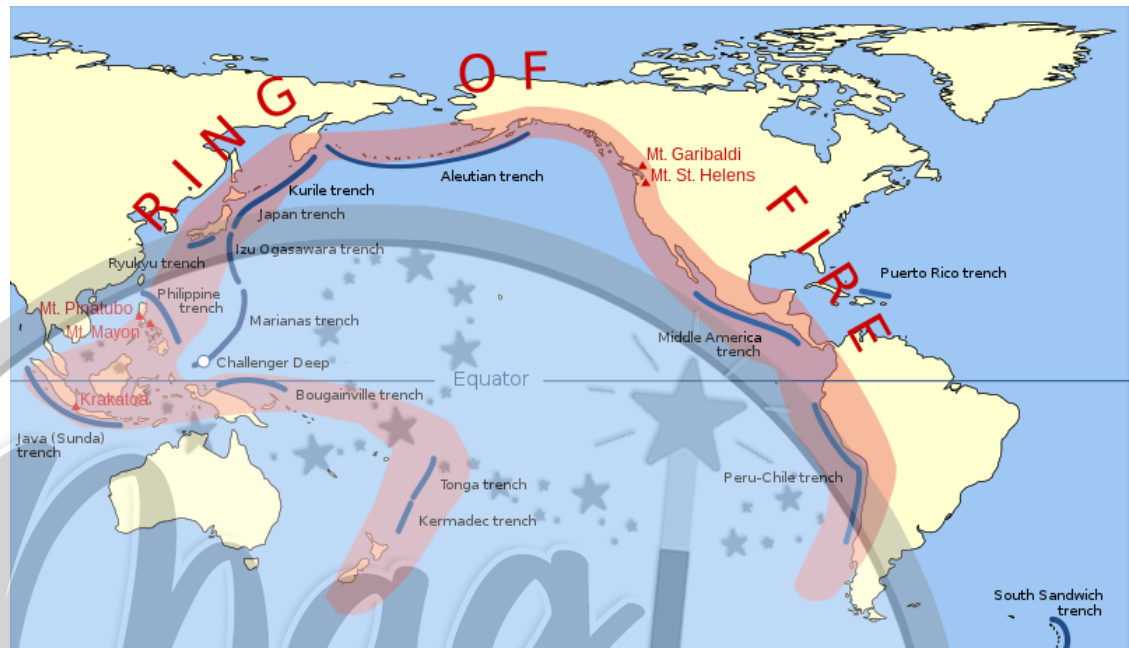 RING OF FIRE
Mt. Garibaldi
Mt. St. Helens
Aleutian trench
Kurile trench
Japan trench
Izu Ogasawara trench
Ryukyu trench
Puerto Rico trench
Philippine
trench
Mt. Pinatubo
Mt. Mayon
Marianas trench
Middle America
trench
Challenger Deep
Equator
Bougainville trench
Krakatoa
Java (Sunda)
trench
Peru-Chile trench
Tonga trench
Kermadec trench
South Sandwich
trench